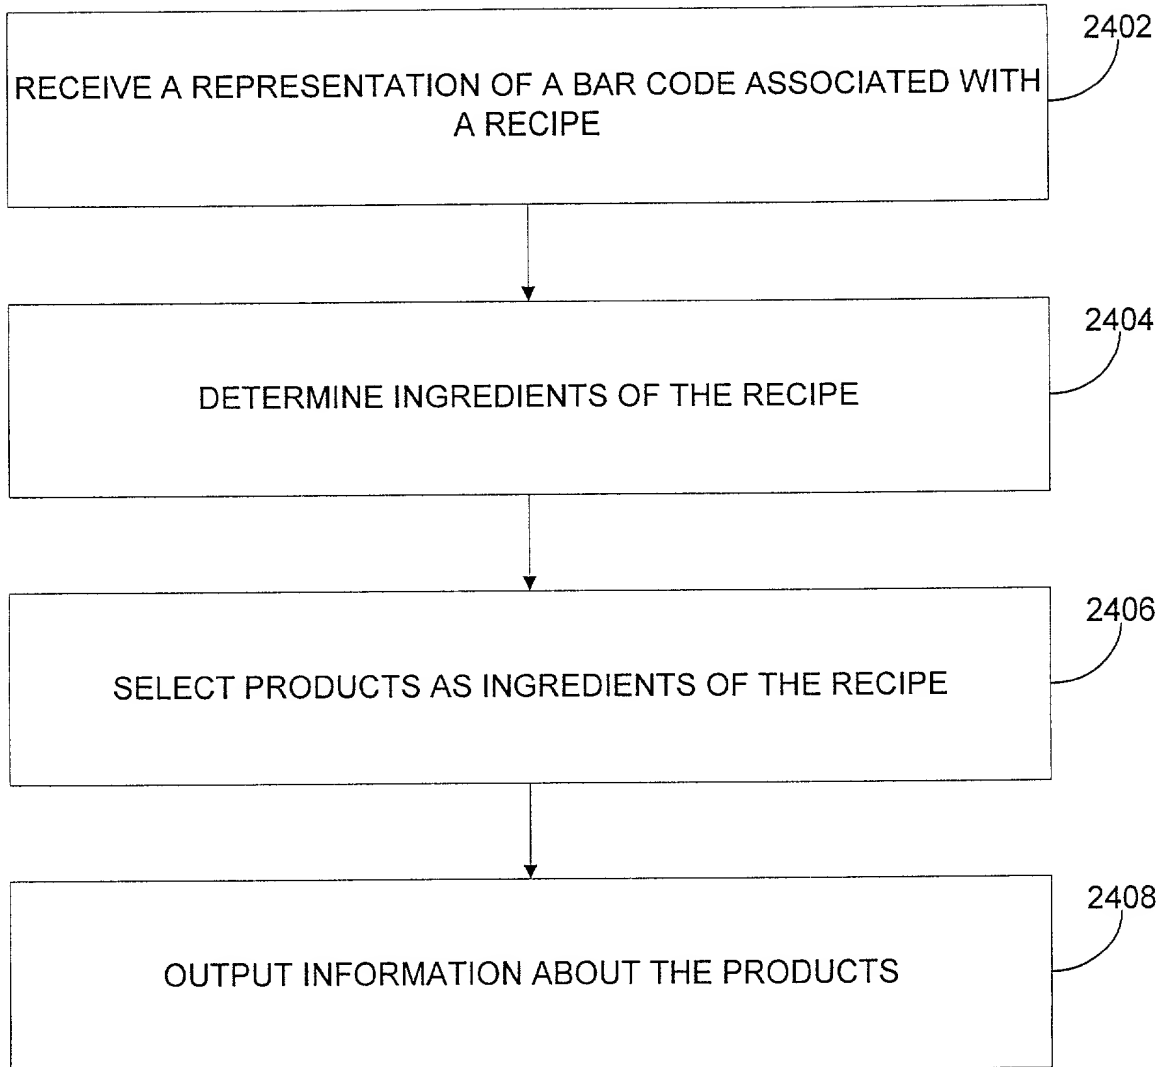 2402
RECEIVE A REPRESENTATION OF A BAR CODE ASSOCIATED WITH
A RECIPE
2404
DETERMINE INGREDIENTS OF THE RECIPE
2406
SELECT PRODUCTS AS INGREDIENTS OF THE RECIPE
2408
OUTPUT INFORMATION ABOUT THE PRODUCTS